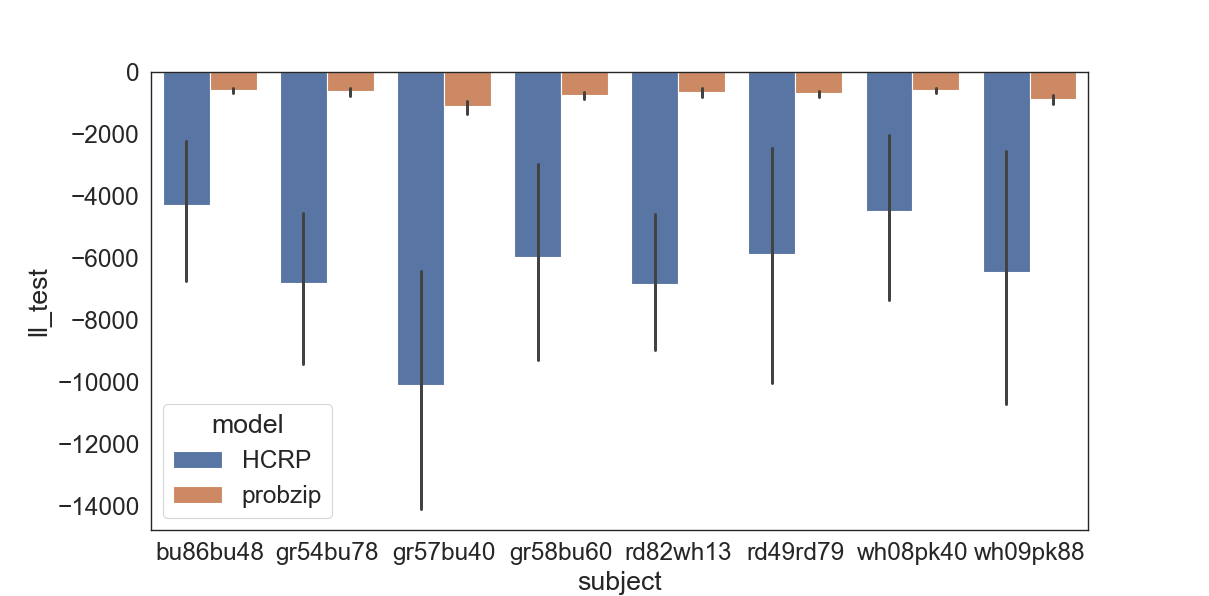 0
−2000
−4000
−6000
−8000
−10000
−12000
−14000
ll_test
model
HCRP
probzip
bu86bu48 gr54bu78 gr57bu40 gr58bu60 rd82wh13 rd49rd79 wh08pk40 wh09pk88
subject